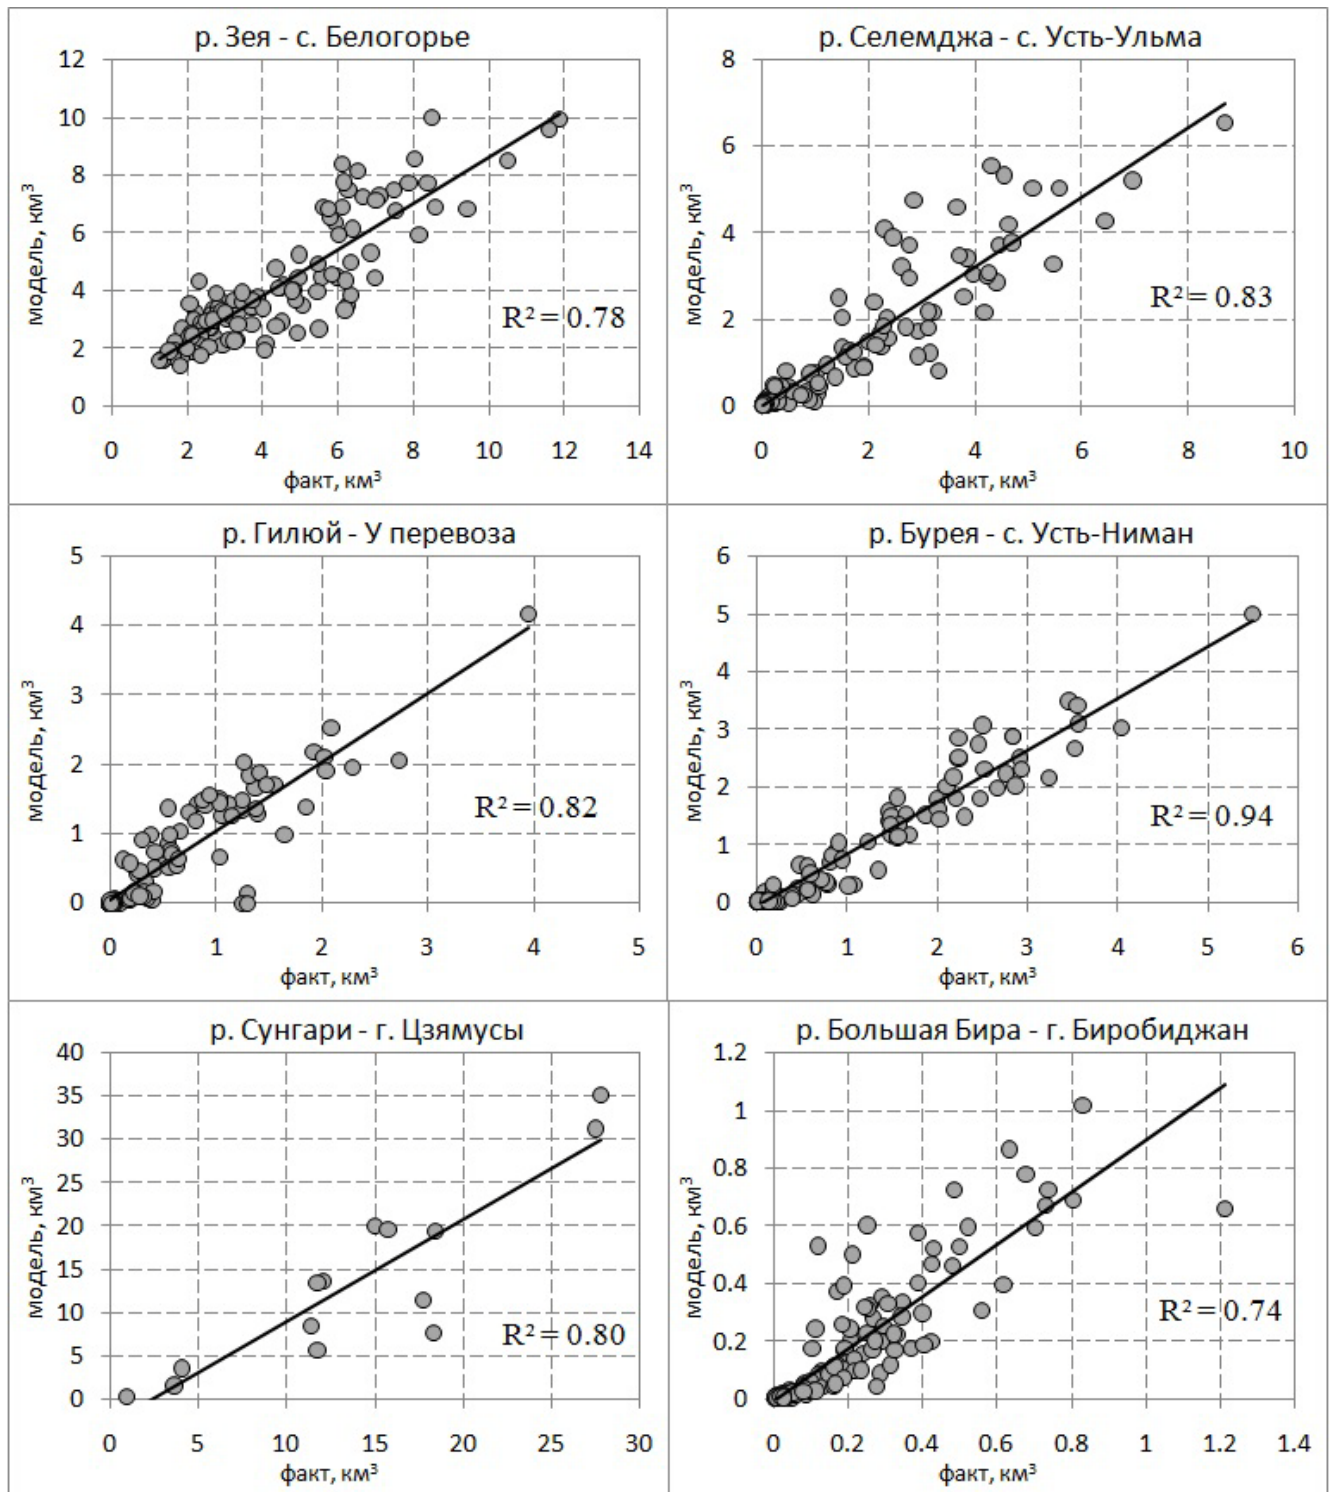 р. Зея - с. Белогорье
12
10
8
6
4
2
0
модель, км³
R² = 0.78
0 2 4 6 8 10 12 14
факт, км³
р. Селемджа - с. Усть-Ульма
8
6
4
2
0
модель, км³
R² = 0.83
0 2 4 6 8 10
факт, км³
р. Гилюй - У перевоза
5
4
3
2
1
0
модель, км³
R² = 0.82
0 1 2 3 4 5
факт, км³
р. Бурея - с. Усть-Ниман
6
5
4
3
2
1
0
модель, км³
R² = 0.94
0 1 2 3 4 5 6
факт, км³
р. Сунгари - г. Цзямусы
40
35
30
25
20
15
10
5
0
модель, км³
R² = 0.80
0 5 10 15 20 25 30
факт, км³
р. Большая Бира - г. Биробиджан
1.2
1
0.8
0.6
0.4
0.2
0
модель, км³
R² = 0.74
0 0.2 0.4 0.6 0.8 1 1.2 1.4
факт, км³